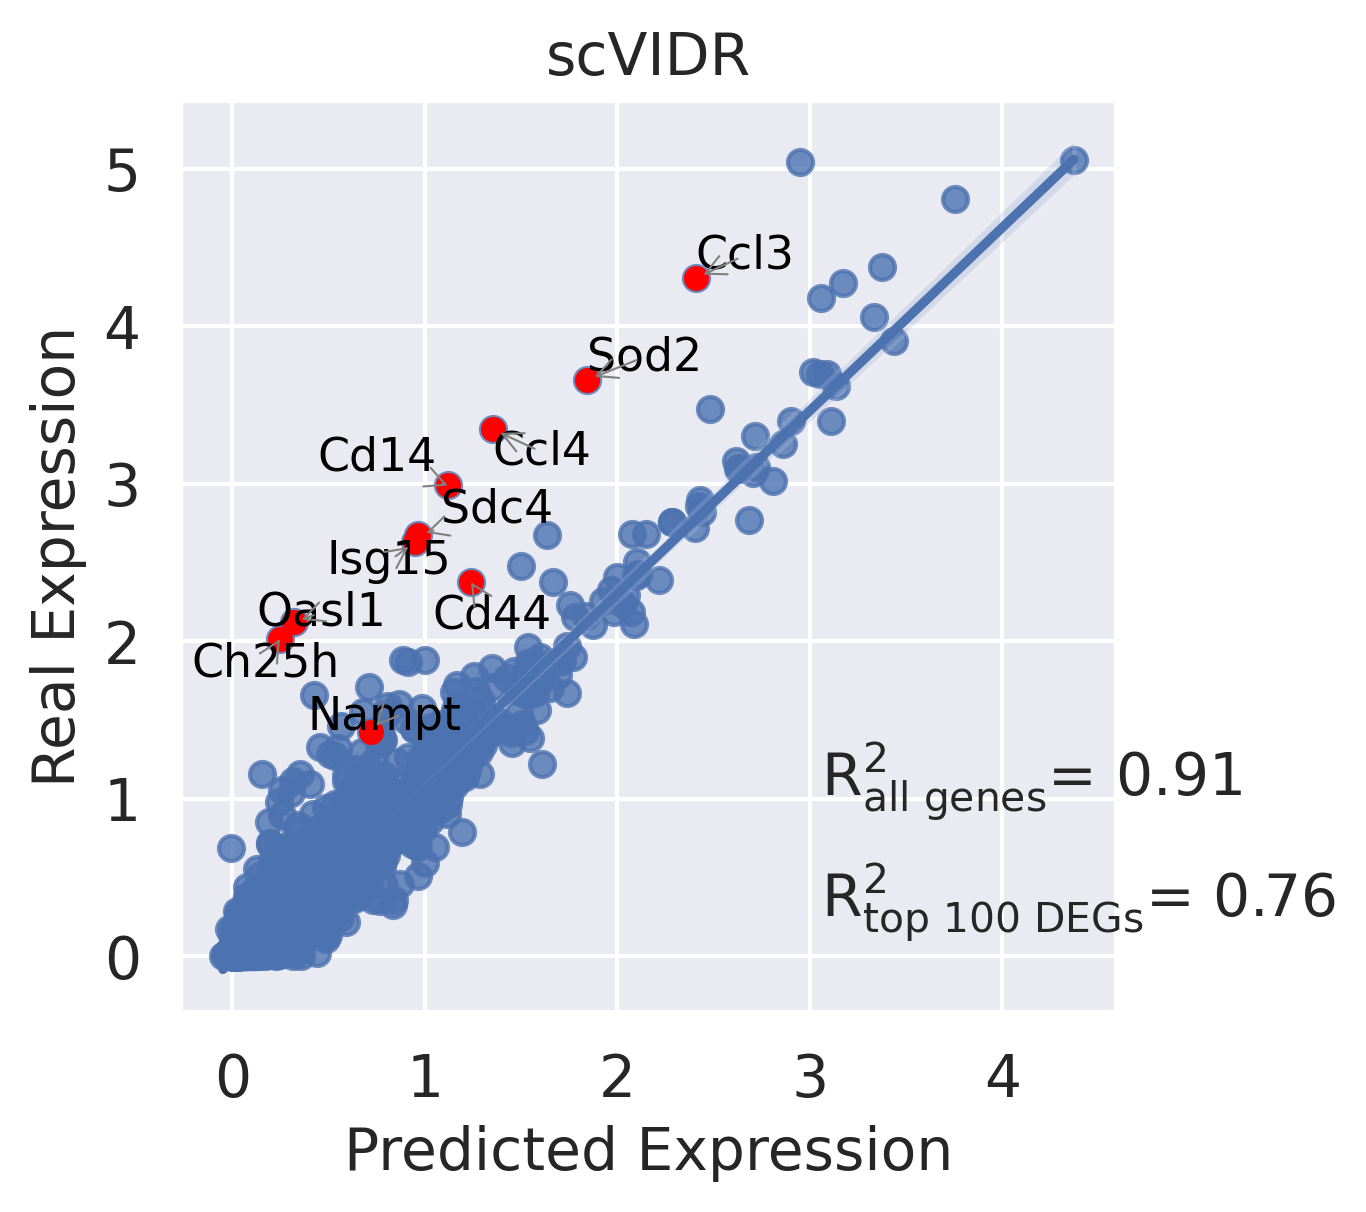 scVIDR
5
4
3
2
1
0
Real Expression
Ccl3
Sod2
Ccl4
Cd14
Sdc4
Isg15
Cd44
Oasl1
Ch25h
Nampt
R²all genes= 0.91
R²top 100 DEGs= 0.76
0 1 2 3 4
Predicted Expression